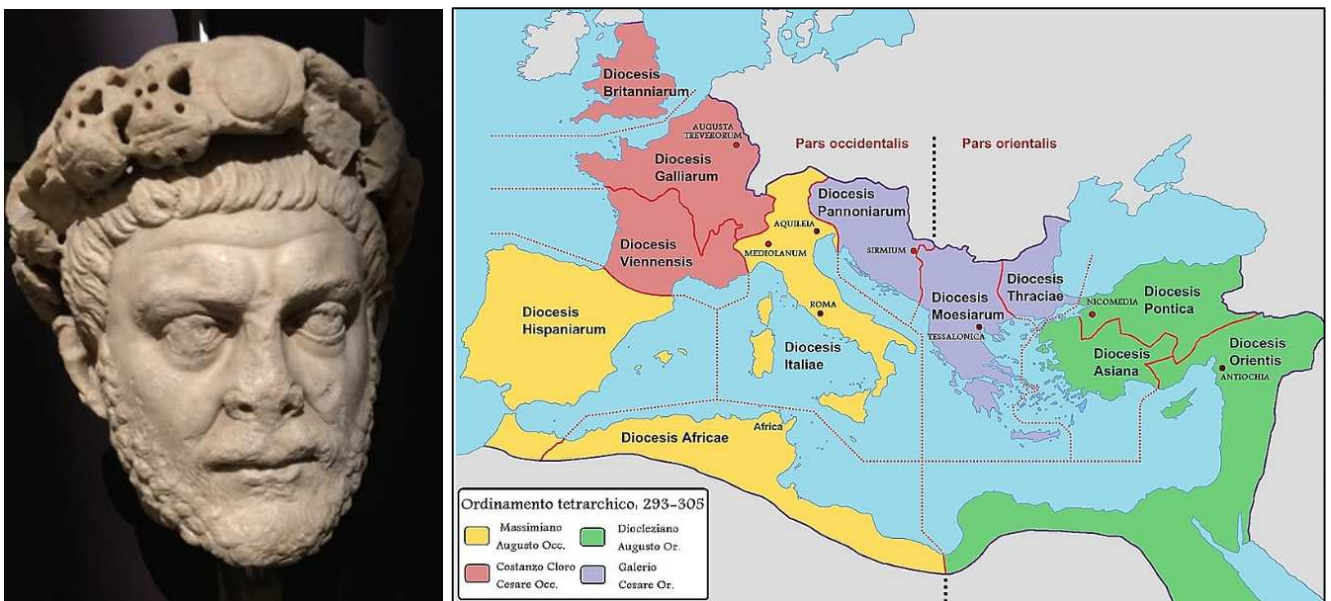 Diocesis
Britanniarum
AUGUSTA
TREVERORUM
Diocesis
Galliarum
Pars occidentalis
Pars orientalis
Diocesis
Pannoniarum
AQUILEIA
MEDIOLANUM
SIRMIUM
Diocesis
Viennensis
Diocesis
Thraciae
Diocesis
Moesiarum
TESSALONICA
NICOMEDIA
Diocesis
Pontica
Diocesis
Hispaniarum
ROMA
Diocesis
Italiae
Diocesis
Asiana
Diocesis
Orientis
ANTIOCHIA
Africa
Diocesis Africae
Ordinamento tetrarchico: 293-305
Massimiano
Augusto Occ.
Diocleziano
Augusto Or.
Costanzo Cloro
Cesare Occ.
Galerio
Cesare Or.